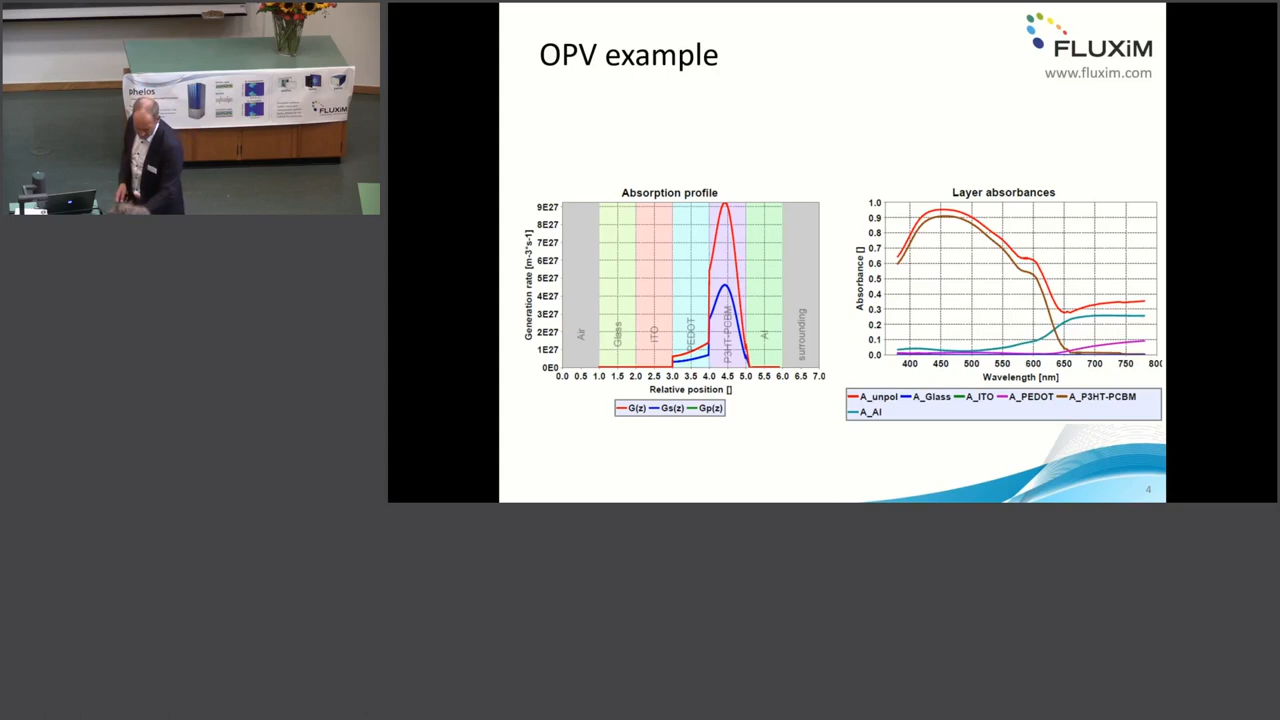 phelos
FLUXiM
OPV example
FLUXiM
www.fluxim.com
Absorption profile
Generation rate [m-3*s-1]
9E27
8E27
7E27
6E27
5E27
4E27
3E27
2E27
1E27
0E0
Air
Glass
ITO
PEDOT
P3HT-PCBM
Al
surrounding
0.0 0.5 1.0 1.5 2.0 2.5 3.0 3.5 4.0 4.5 5.0 5.5 6.0 6.5 7.0
Relative position []
G(z) Gs(z) Gp(z)
Layer absorbances
Absorbance []
1.0
0.9
0.8
0.7
0.6
0.5
0.4
0.3
0.2
0.1
0.0
400 450 500 550 600 650 700 750 800
Wavelength [nm]
A_unpol A_Glass A_ITO A_PEDOT A_P3HT-PCBM
A_Al
4